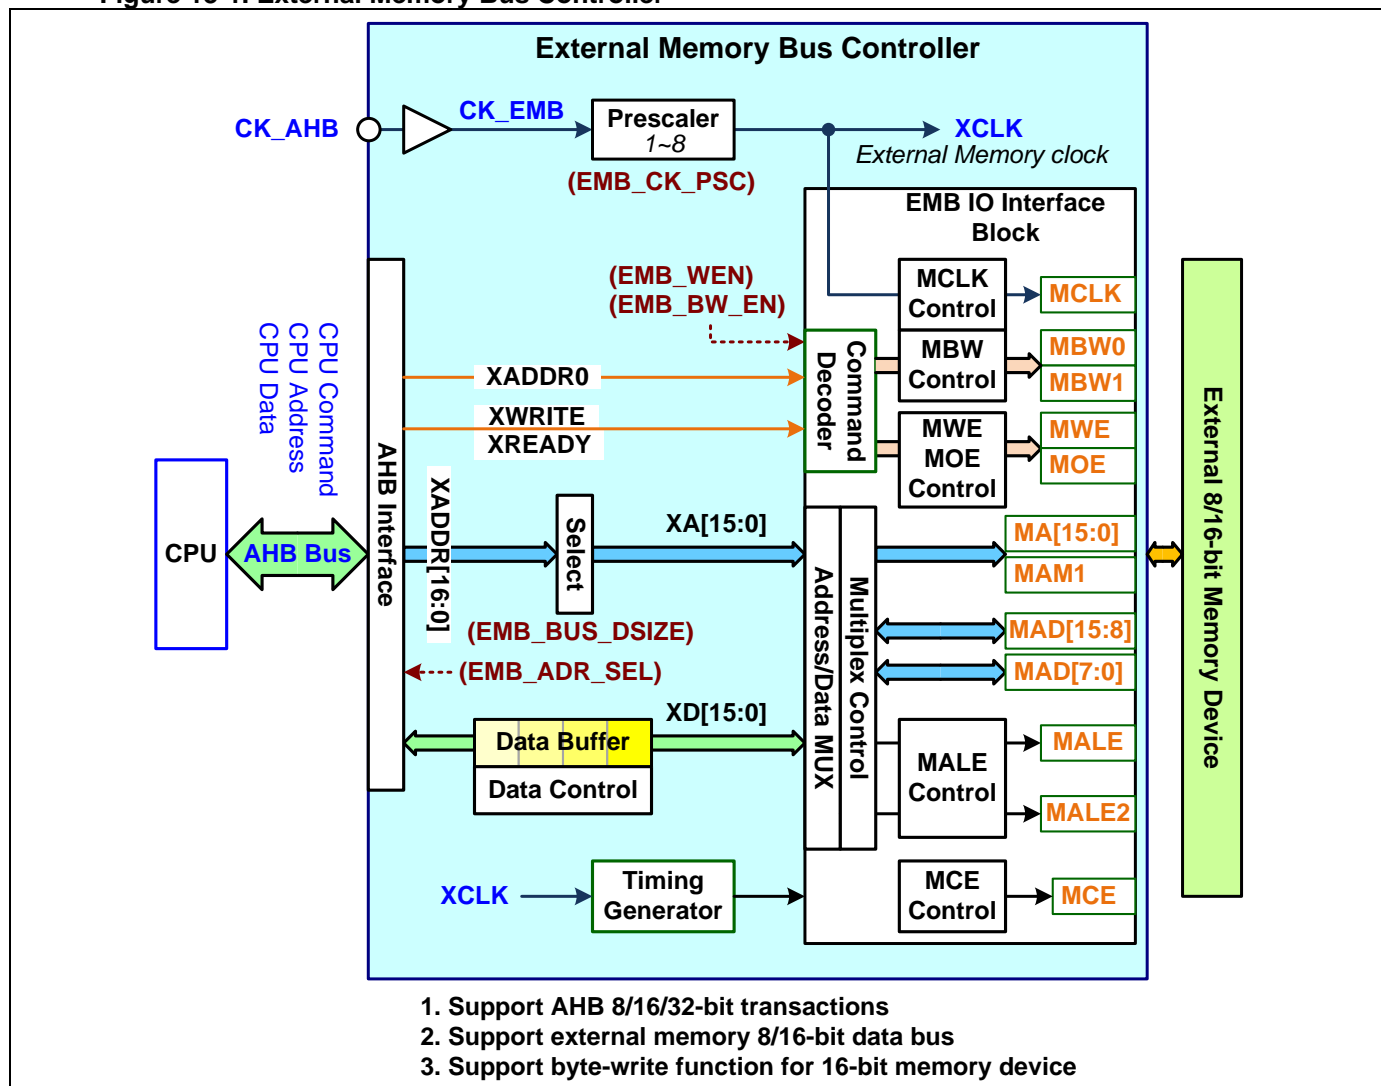 External Memory Bus Controller
CK_AHB
CK_EMB
Prescaler
1~8
(EMB_CK_PSC)
XCLK
External Memory clock
EMB IO Interface
Block
(EMB_WEN)
(EMB_BW_EN)
MCLK
Control
MCLK
CPU Command
CPU Address
CPU Data
Command
Decoder
MBW
Control
MBW0
MBW1
XADDR0
XWRITE
XREADY
MWE
MOE
Control
MWE
MOE
CPU
AHB Bus
AHB Interface
XADDR[16:0]
Select
XA[15:0]
Address/Data MUX
Multiplex Control
MA[15:0]
MAM1
MAD[15:8]
MAD[7:0]
External 8/16-bit Memory Device
(EMB_BUS_DSIZE)
(EMB_ADR_SEL)
XD[15:0]
Data Buffer
Data Control
MALE
Control
MALE
MALE2
XCLK
Timing
Generator
MCE
Control
MCE
1. Support AHB 8/16/32-bit transactions
2. Support external memory 8/16-bit data bus
3. Support byte-write function for 16-bit memory device